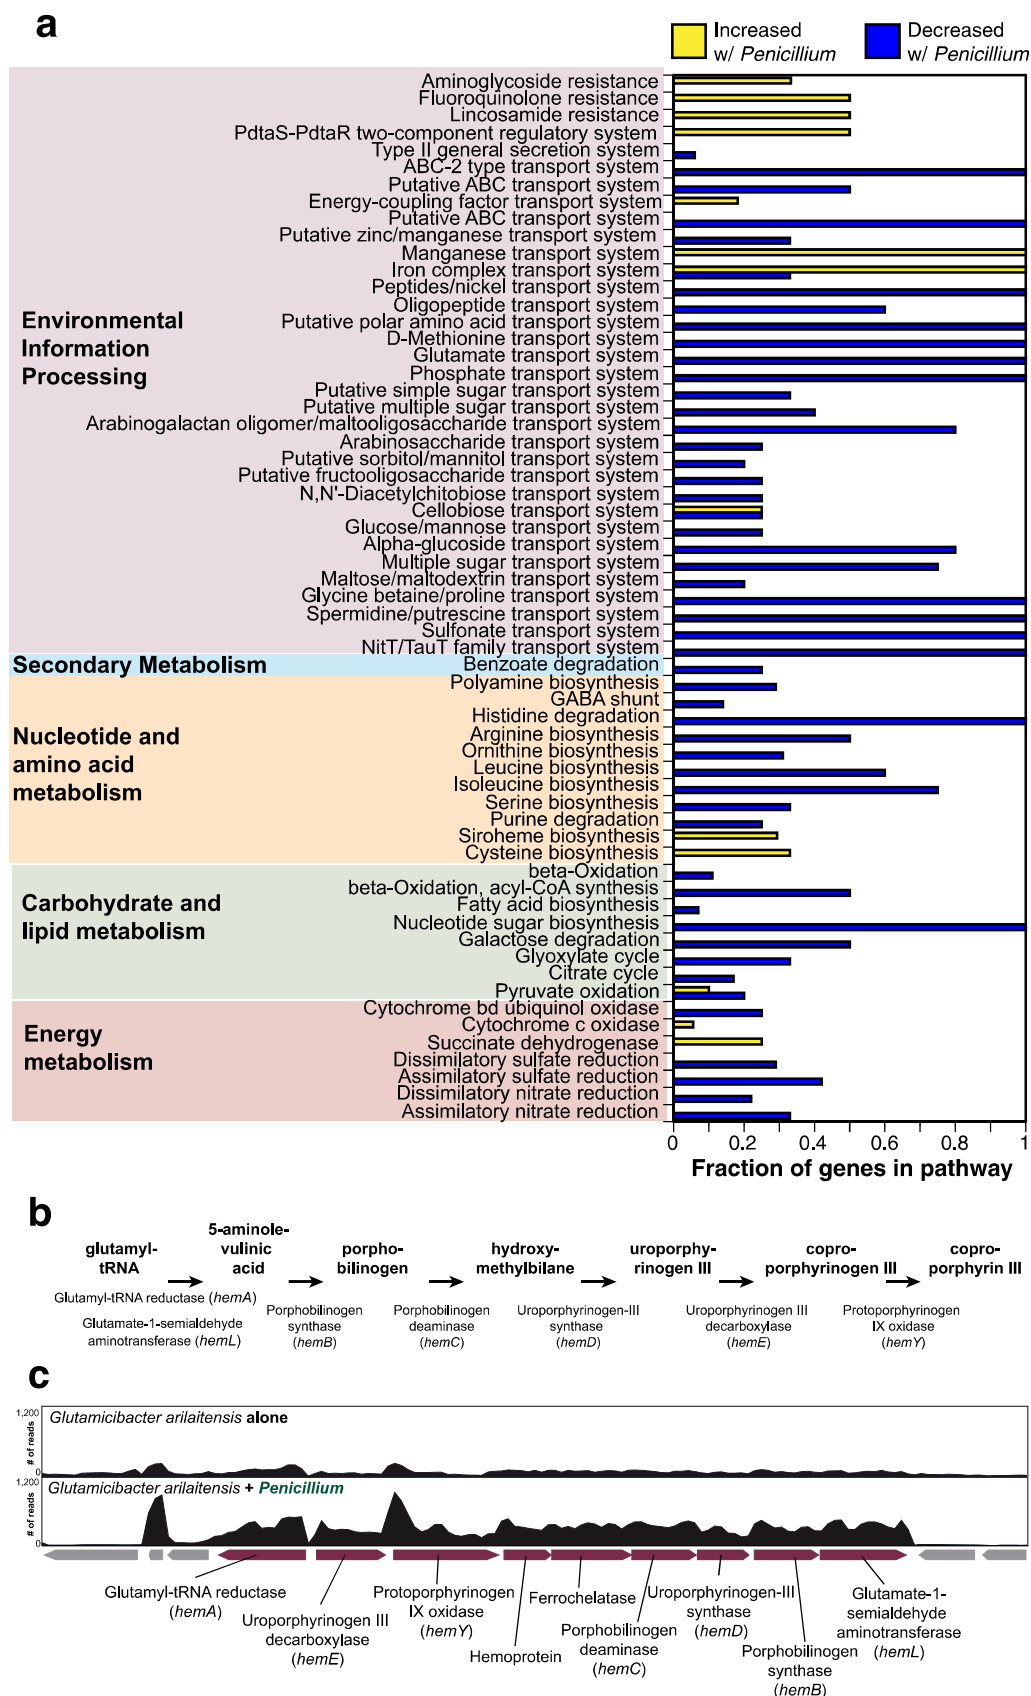 a
Increased
w/ Penicillium
Decreased
w/ Penicillium
Environmental
Information
Processing
Aminoglycoside resistance
Fluoroquinolone resistance
Lincosamide resistance
PdtaS-PdtaR two-component regulatory system
Type II general secretion system
ABC-2 type transport system
Putative ABC transport system
Energy-coupling factor transport system
Putative ABC transport system
Putative zinc/manganese transport system
Manganese transport system
Iron complex transport system
Peptides/nickel transport system
Oligopeptide transport system
Putative polar amino acid transport system
D-Methionine transport system
Glutamate transport system
Phosphate transport system
Putative simple sugar transport system
Putative multiple sugar transport system
Arabinogalactan oligomer/maltooligosaccharide transport system
Arabinosaccharide transport system
Putative sorbitol/mannitol transport system
Putative fructooligosaccharide transport system
N,N'-Diacetylchitobiose transport system
Cellobiose transport system
Glucose/mannose transport system
Alpha-glucoside transport system
Multiple sugar transport system
Maltose/maltodextrin transport system
Glycine betaine/proline transport system
Spermidine/putrescine transport system
Sulfonate transport system
NitT/TauT family transport system
Secondary Metabolism
Benzoate degradation
Nucleotide and
amino acid
metabolism
Polyamine biosynthesis
GABA shunt
Histidine degradation
Arginine biosynthesis
Ornithine biosynthesis
Leucine biosynthesis
Isoleucine biosynthesis
Serine biosynthesis
Purine degradation
Siroheme biosynthesis
Cysteine biosynthesis
Carbohydrate and
lipid metabolism
beta-Oxidation
beta-Oxidation, acyl-CoA synthesis
Fatty acid biosynthesis
Nucleotide sugar biosynthesis
Galactose degradation
Glyoxylate cycle
Citrate cycle
Pyruvate oxidation
Energy
metabolism
Cytochrome bd ubiquinol oxidase
Cytochrome c oxidase
Succinate dehydrogenase
Dissimilatory sulfate reduction
Assimilatory sulfate reduction
Dissimilatory nitrate reduction
Assimilatory nitrate reduction
0 0.2 0.4 0.6 0.8 1
Fraction of genes in pathway
b
glutamyl-
tRNA
5-aminole-
vulinic
acid
porpho-
bilinogen
hydroxy-
methylbilane
uroporphy-
rinogen III
copro-
porphyrinogen III
copro-
porphyrin III
Glutamyl-tRNA reductase (hemA)
Glutamate-1-semialdehyde
aminotransferase (hemL)
Porphobilinogen
synthase
(hemB)
Porphobilinogen
deaminase
(hemC)
Uroporphyrinogen-III
synthase
(hemD)
Uroporphyrinogen III
decarboxylase
(hemE)
Protoporphyrinogen
IX oxidase
(hemY)
c
1,200
# of reads
0
Glutamicibacter arilaitensis alone
1,200
# of reads
0
Glutamicibacter arilaitensis + Penicillium
Glutamyl-tRNA reductase
(hemA)
Uroporphyrinogen III
decarboxylase
(hemE)
Protoporphyrinogen
IX oxidase
(hemY)
Hemoprotein
Ferrochelatase
Porphobilinogen
deaminase
(hemC)
Uroporphyrinogen-III
synthase
(hemD)
Porphobilinogen
synthase
(hemB)
Glutamate-1-
semialdehyde
aminotransferase
(hemL)